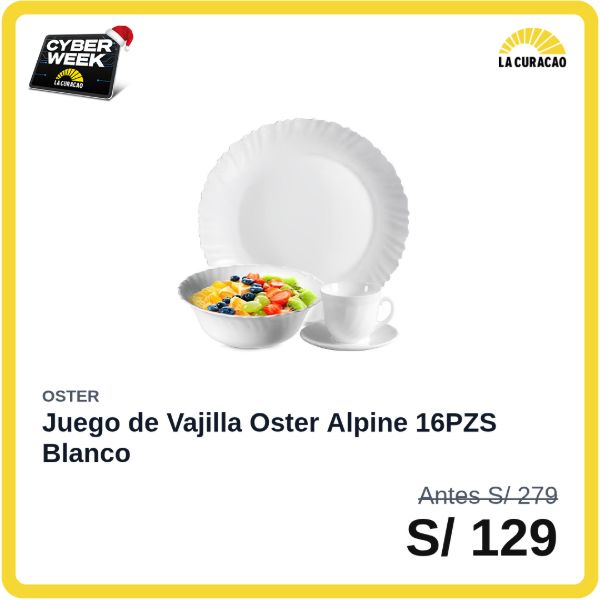 CYBER
WEEK
LA CURACAO
LA CURACAO
OSTER
Juego de Vajilla Oster Alpine 16PZS
Blanco
Antes S/ 279
S/ 129